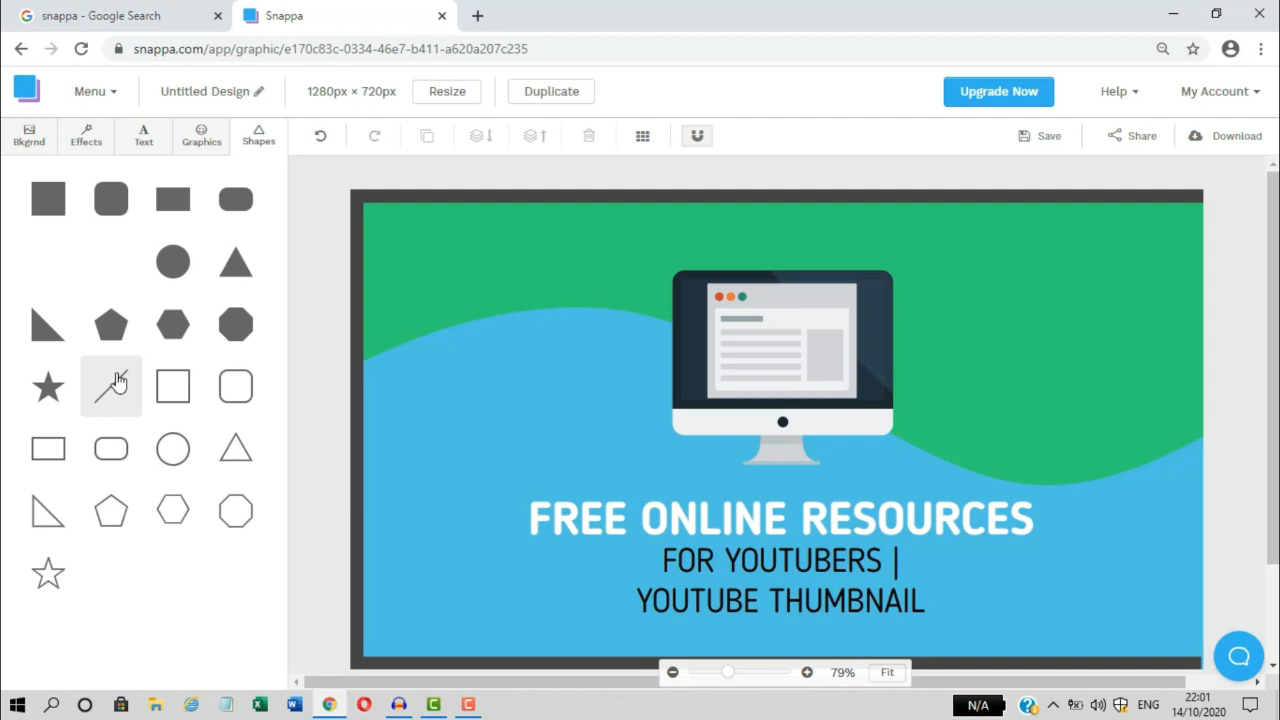 snappa - Google Search
Snappa
snappa.com/app/graphic/e170c83c-0334-46e7-b411-a620a207c235
Menu
Untitled Design
1280px × 720px
Resize
Duplicate
Upgrade Now
Help
My Account
Bkgrnd
Effects
Text
Graphics
Shapes
Save
Share
Download
FREE ONLINE RESOURCES
FOR YOUTUBERS |
YOUTUBE THUMBNAIL
79%
Fit
N/A
ENG
22:01
14/10/2020